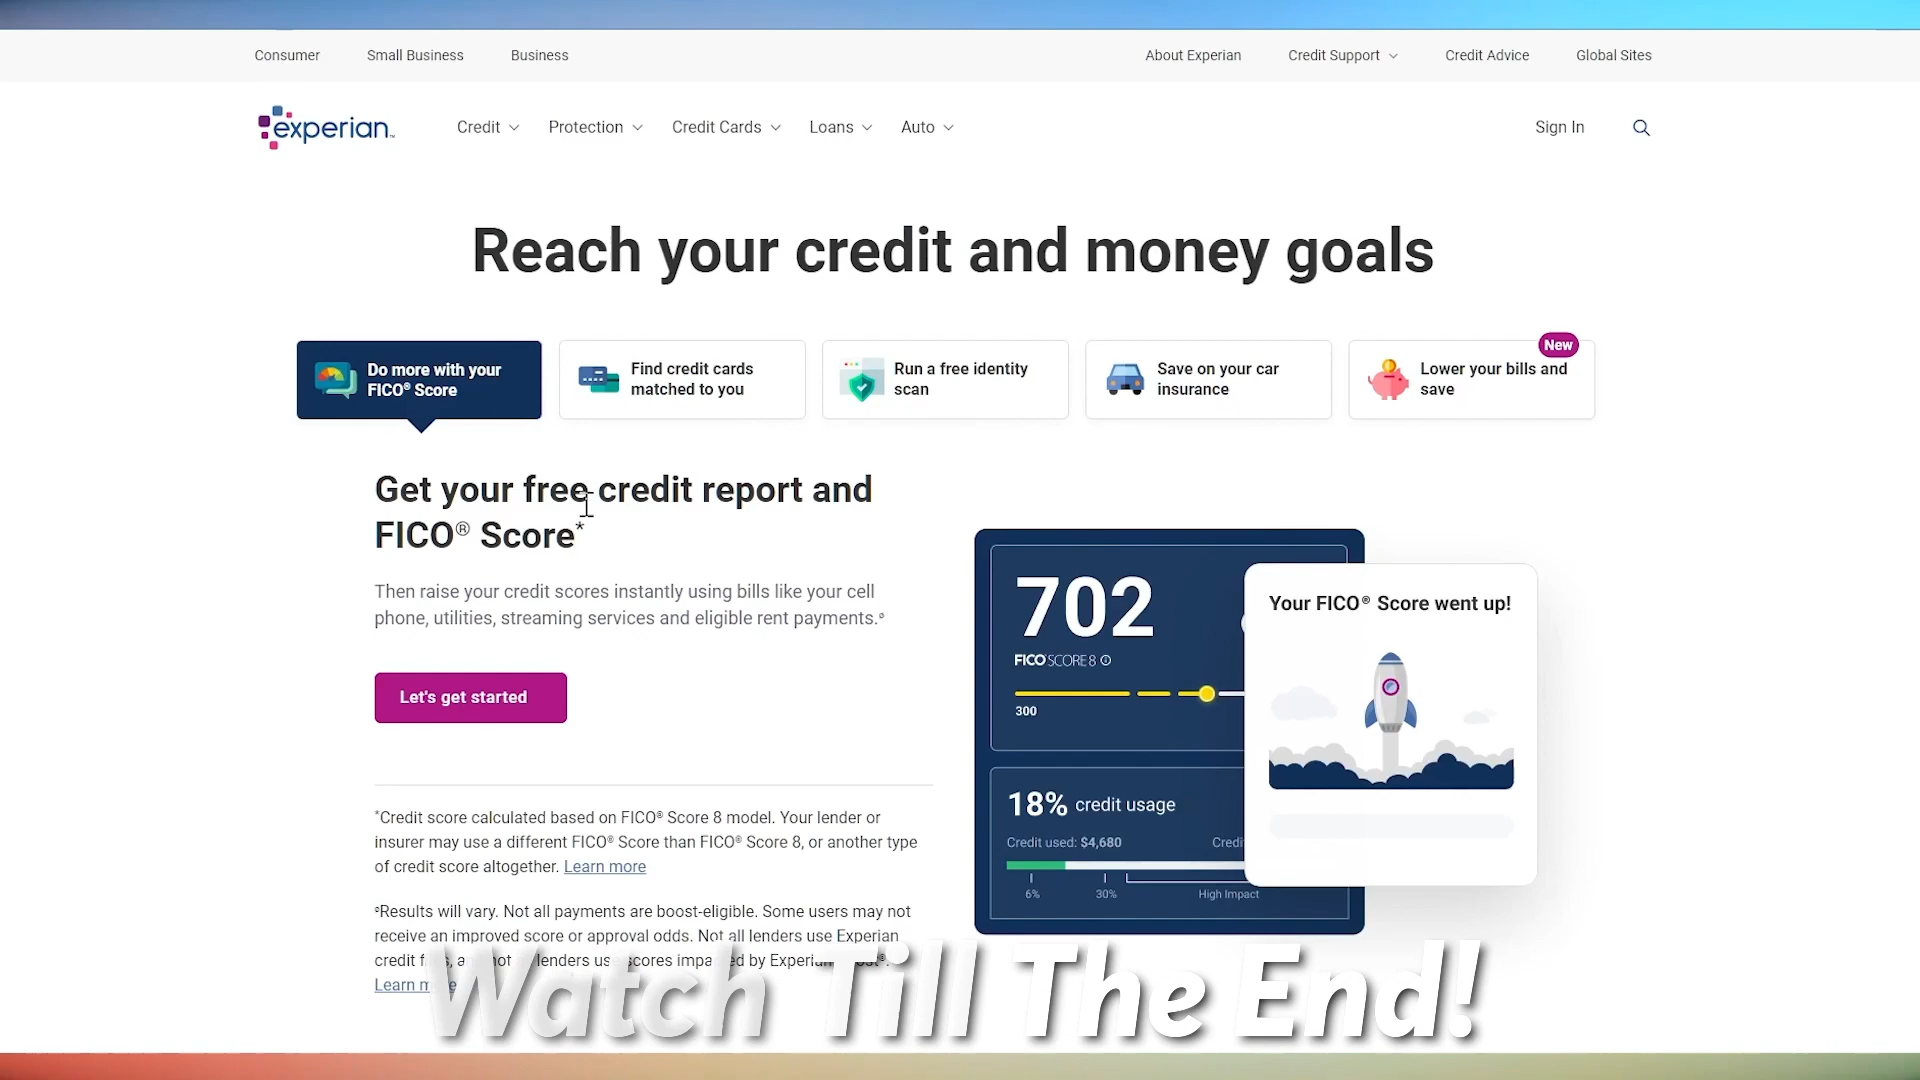 Consumer Small Business Business About Experian Credit Support Credit Advice Global Sites
experian™ Credit Protection Credit Cards Loans Auto Sign In
Reach your credit and money goals
Do more with your
FICO® Score
Find credit cards
matched to you
Run a free identity
scan
Save on your car
insurance
New
Lower your bills and
save
Get your free credit report and
FICO® Score*
Then raise your credit scores instantly using bills like your cell
phone, utilities, streaming services and eligible rent payments.ᶲ
Let's get started
*Credit score calculated based on FICO® Score 8 model. Your lender or
insurer may use a different FICO® Score than FICO® Score 8, or another type
of credit score altogether. Learn more
ᶲResults will vary. Not all payments are boost-eligible. Some users may not
receive an improved score or approval odds. Not all lenders use Experian
credit lenders use scores by
Learn
702
FICO SCORE 8
300
18% credit usage
Credit used: $4,680
6% 30% High Impact
Your FICO® Score went up!
Watch Till The End!